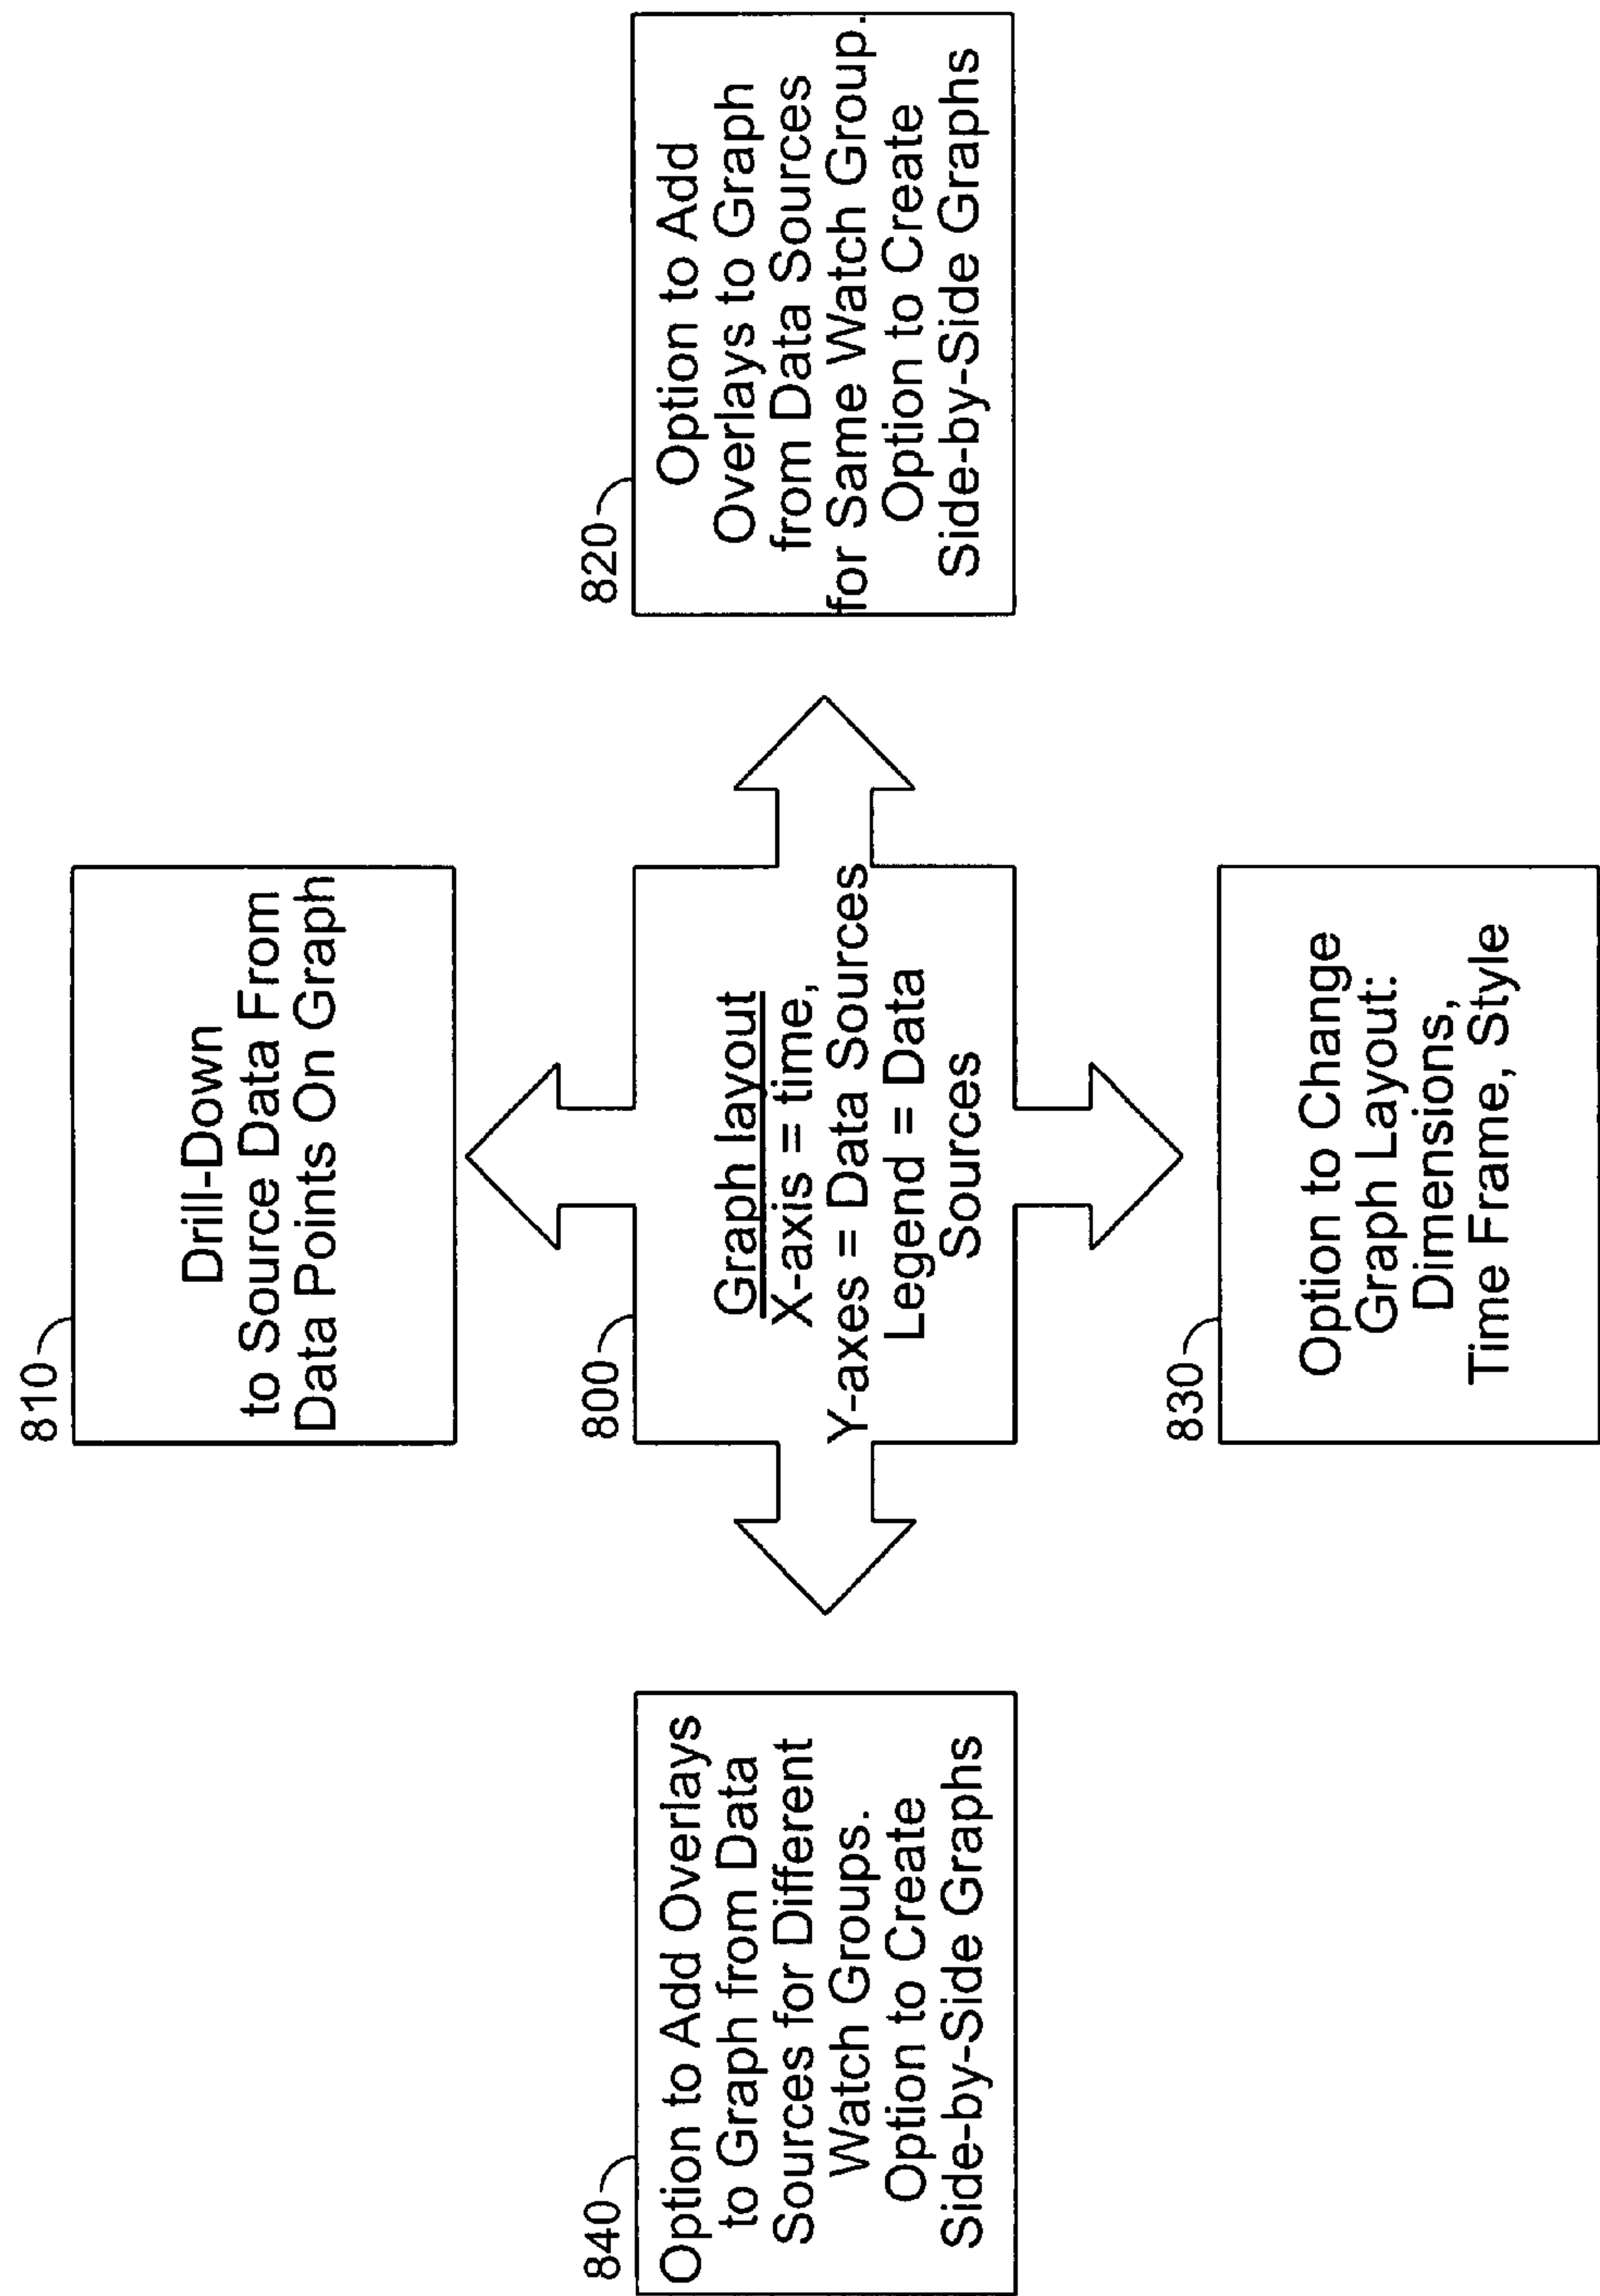 810
Drill-Down
to Source Data From
Data Points On Graph
840
Option to Add Overlays
to Graph from Data
Sources for Different
Watch Groups.
Option to Create
Side-by-Side Graphs
800
Graph layout
X-axis = time,
Y-axes = Data Sources
Legend = Data
Sources
820
Option to Add
Overlays to Graph
from Data Sources
for Same Watch Group.
Option to Create
Side-by-Side Graphs
830
Option to Change
Graph Layout:
Dimensions,
Time Frame, Style